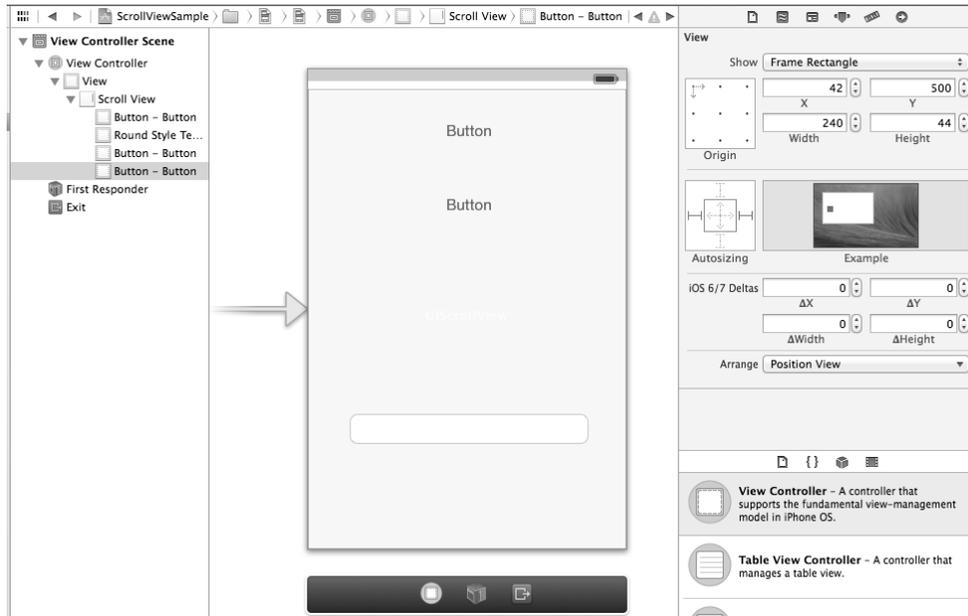 ScrollViewSample
Scroll View
Button – Button
View Controller Scene
View Controller
View
Scroll View
Button – Button
Round Style Te...
Button – Button
Button – Button
First Responder
Exit
Button
Button
UIScrollView
View
Show Frame Rectangle
42 500
X Y
240 44
Width Height
Origin
Autosizing Example
iOS 6/7 Deltas 0 0
ΔX ΔY
0 0
ΔWidth ΔHeight
Arrange Position View
{ }
View Controller – A controller that
supports the fundamental view-management
model in iPhone OS.
Table View Controller – A controller that
manages a table view.